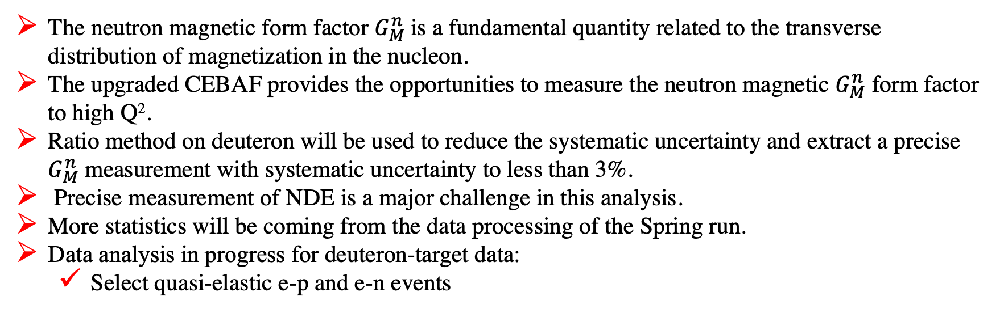 ➢ The neutron magnetic form factor $G_M^n$ is a fundamental quantity related to the transverse
distribution of magnetization in the nucleon.
➢ The upgraded CEBAF provides the opportunities to measure the neutron magnetic $G_M^n$ form factor
to high Q².
➢ Ratio method on deuteron will be used to reduce the systematic uncertainty and extract a precise
$G_M^n$ measurement with systematic uncertainty to less than 3%.
➢ Precise measurement of NDE is a major challenge in this analysis.
➢ More statistics will be coming from the data processing of the Spring run.
➢ Data analysis in progress for deuteron-target data:
✓ Select quasi-elastic e-p and e-n events